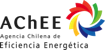 AChEE
Agencia Chilena de
Eficiencia Energética